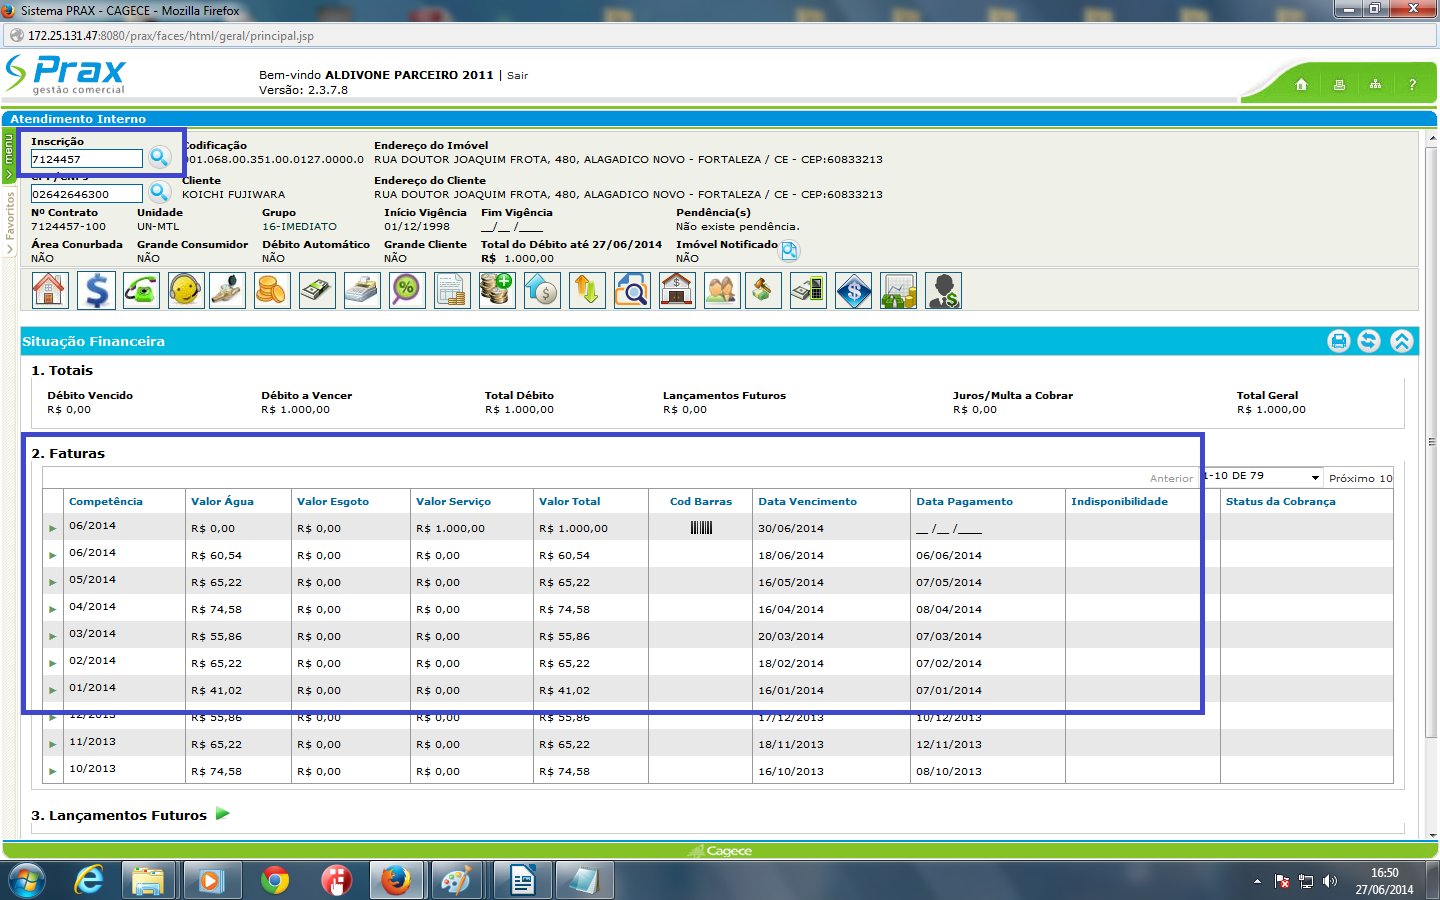 Sistema PRAX - CAGECE - Mozilla Firefox
172.25.131.47:8080/prax/faces/html/geral/principal.jsp
Prax
gestão comercial
Bem-vindo ALDIVONE PARCEIRO 2011 | Sair
Versão: 2.3.7.8
?
Atendimento Interno
menu
Favoritos
Inscrição Codificação Endereço do Imóvel
7124457 001.068.00.351.00.0127.0000.0 RUA DOUTOR JOAQUIM FROTA, 480, ALAGADICO NOVO - FORTALEZA / CE - CEP:60833213
CPF/CNPJ Cliente Endereço do Cliente
02642646300 KOICHI FUJIWARA RUA DOUTOR JOAQUIM FROTA, 480, ALAGADICO NOVO - FORTALEZA / CE - CEP:60833213
Nº Contrato Unidade Grupo Início Vigência Fim Vigência Pendência(s)
7124457-100 UN-MTL 16-IMEDIATO 01/12/1998 __/__ /____ Não existe pendência.
Área Conurbada Grande Consumidor Débito Automático Grande Cliente Total do Débito até 27/06/2014 Imóvel Notificado
NÃO NÃO NÃO NÃO R$ 1.000,00 NÃO
Situação Financeira
1. Totais
Débito Vencido Débito a Vencer Total Débito Lançamentos Futuros Juros/Multa a Cobrar Total Geral
R$ 0,00 R$ 1.000,00 R$ 1.000,00 R$ 0,00 R$ 0,00 R$ 1.000,00
2. Faturas
Anterior 1-10 DE 79 Próximo 10
Competência Valor Água Valor Esgoto Valor Serviço Valor Total Cod Barras Data Vencimento Data Pagamento Indisponibilidade Status da Cobrança
06/2014 R$ 0,00 R$ 0,00 R$ 1.000,00 R$ 1.000,00 30/06/2014 __ /__ /____
06/2014 R$ 60,54 R$ 0,00 R$ 0,00 R$ 60,54 18/06/2014 06/06/2014
05/2014 R$ 65,22 R$ 0,00 R$ 0,00 R$ 65,22 16/05/2014 07/05/2014
04/2014 R$ 74,58 R$ 0,00 R$ 0,00 R$ 74,58 16/04/2014 08/04/2014
03/2014 R$ 55,86 R$ 0,00 R$ 0,00 R$ 55,86 20/03/2014 07/03/2014
02/2014 R$ 65,22 R$ 0,00 R$ 0,00 R$ 65,22 18/02/2014 07/02/2014
01/2014 R$ 41,02 R$ 0,00 R$ 0,00 R$ 41,02 16/01/2014 07/01/2014
12/2013 R$ 55,86 R$ 0,00 R$ 0,00 R$ 55,86 17/12/2013 10/12/2013
11/2013 R$ 65,22 R$ 0,00 R$ 0,00 R$ 65,22 18/11/2013 12/11/2013
10/2013 R$ 74,58 R$ 0,00 R$ 0,00 R$ 74,58 16/10/2013 08/10/2013
3. Lançamentos Futuros
Cagece
16:50
27/06/2014